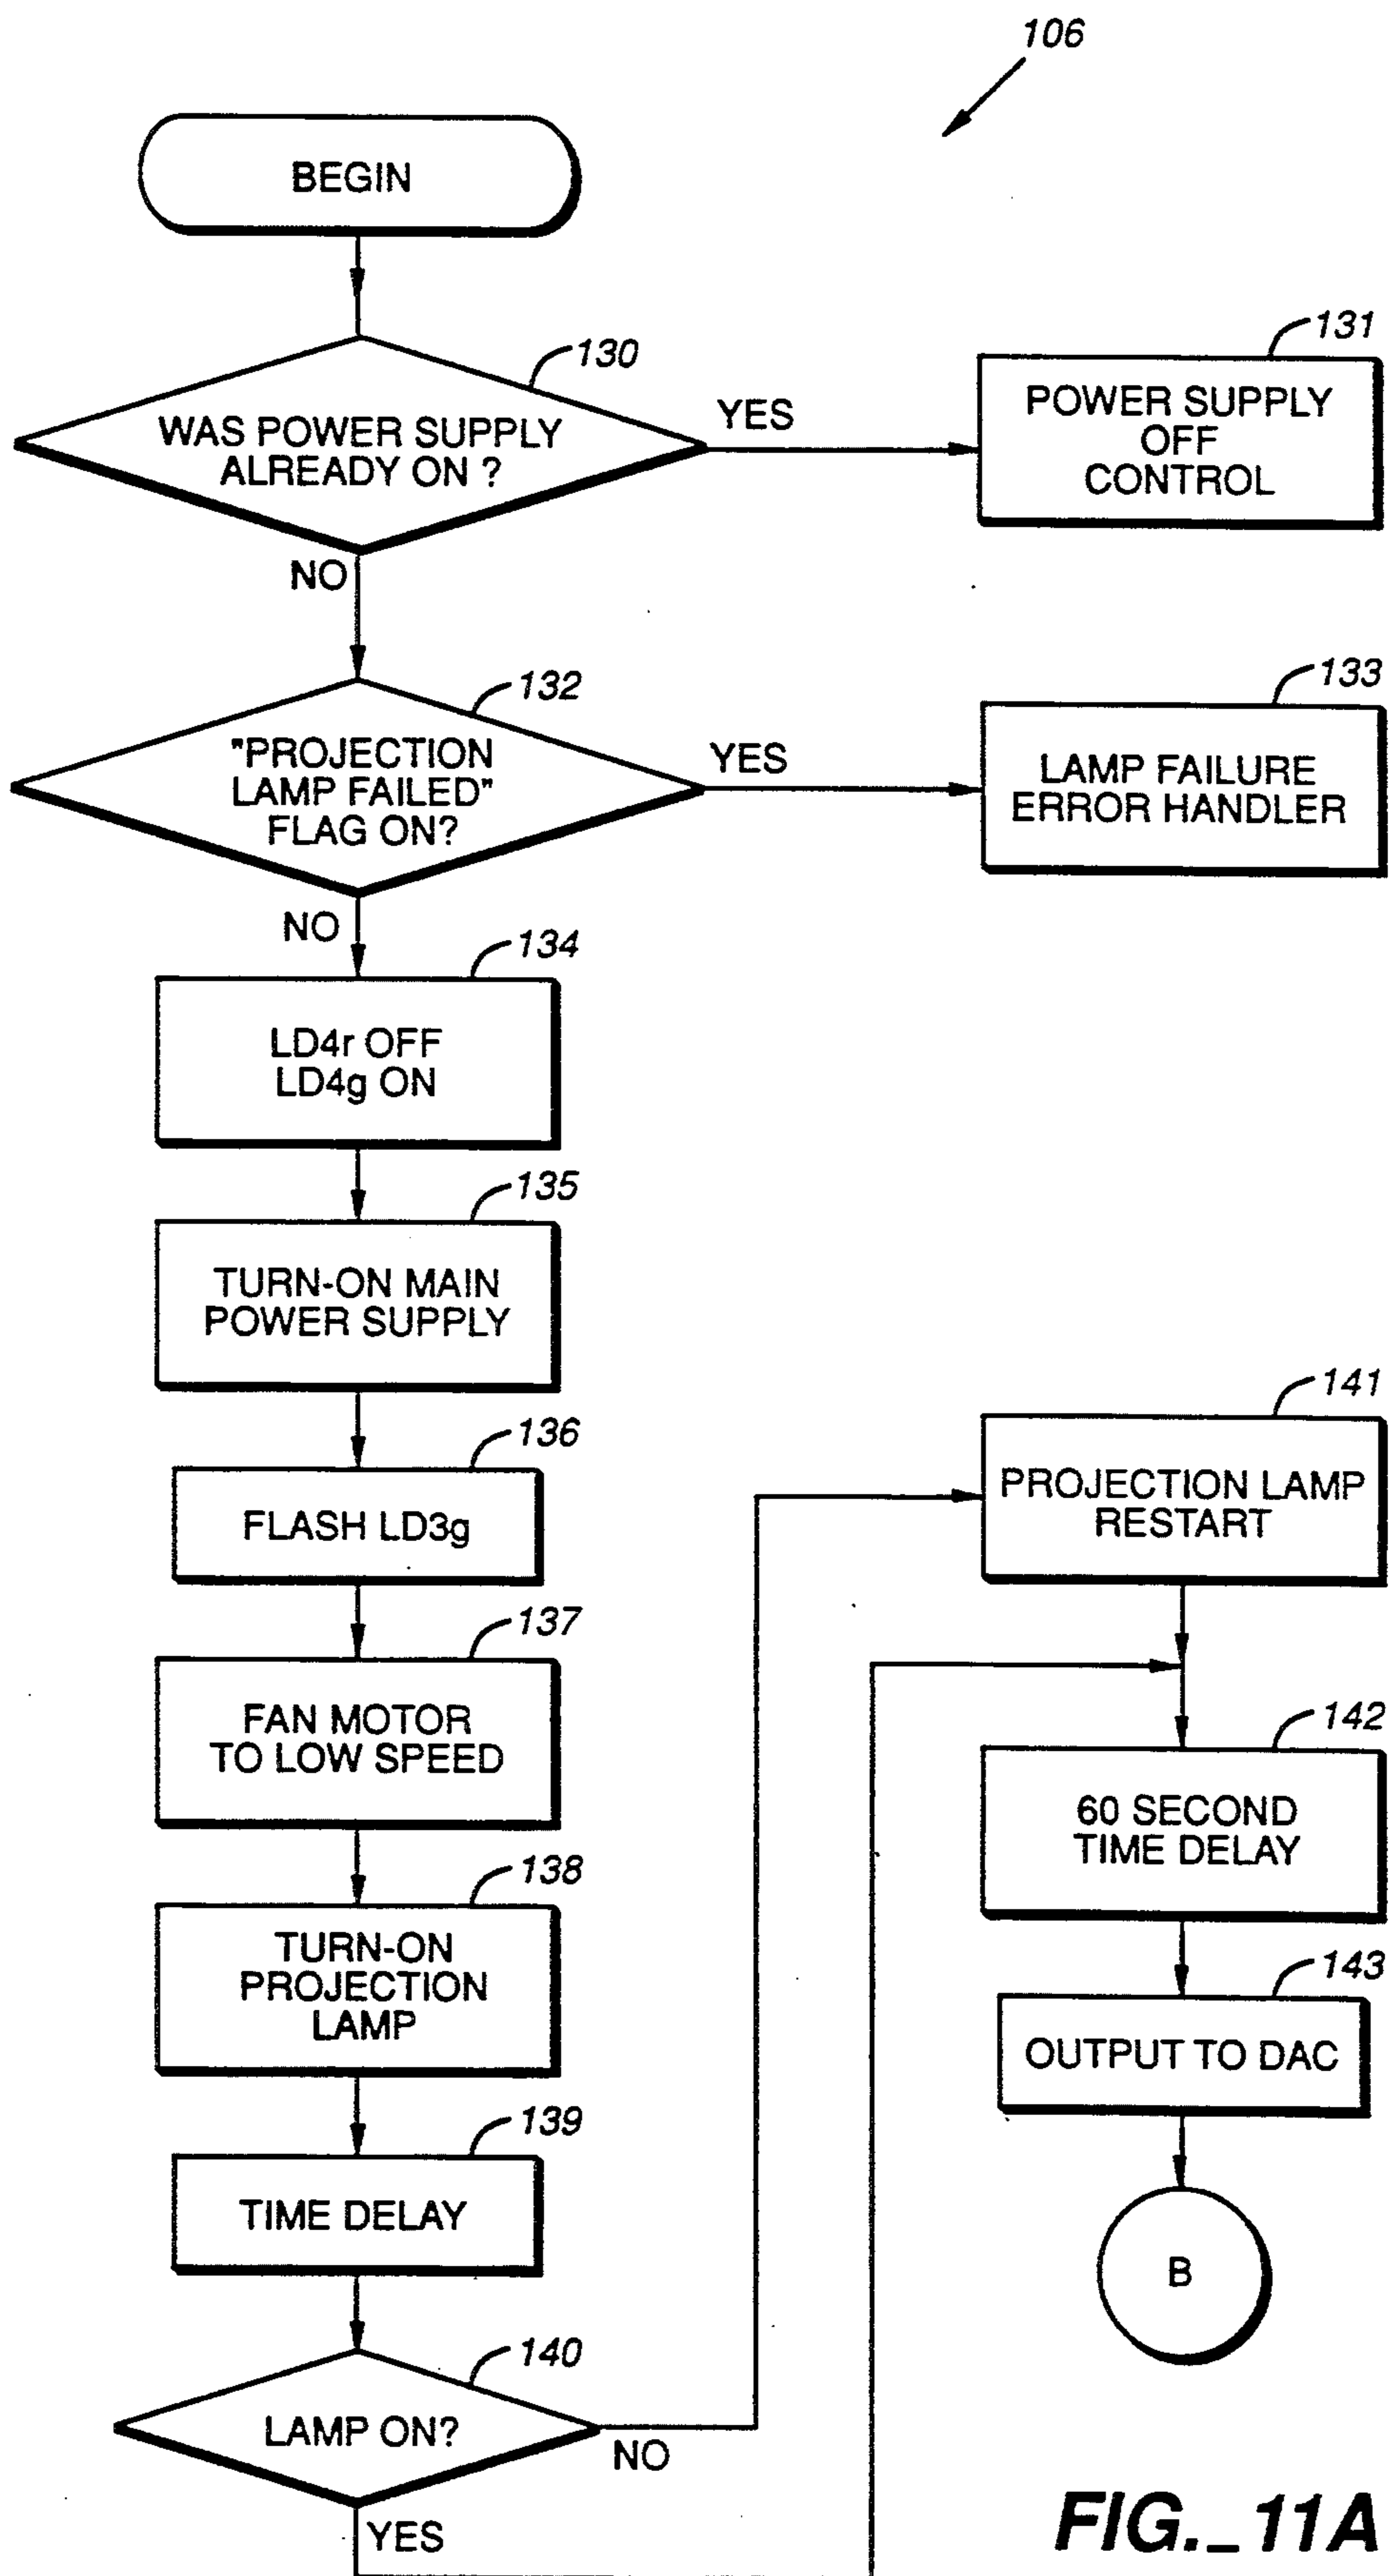 106
BEGIN
130
WAS POWER SUPPLY
ALREADY ON ?
YES
131
POWER SUPPLY
OFF
CONTROL
NO
132
"PROJECTION
LAMP FAILED"
FLAG ON?
YES
133
LAMP FAILURE
ERROR HANDLER
NO
134
LD4r OFF
LD4g ON
135
TURN-ON MAIN
POWER SUPPLY
136
FLASH LD3g
137
FAN MOTOR
TO LOW SPEED
138
TURN-ON
PROJECTION
LAMP
139
TIME DELAY
140
LAMP ON?
NO
YES
141
PROJECTION LAMP
RESTART
142
60 SECOND
TIME DELAY
143
OUTPUT TO DAC
B
FIG._11A